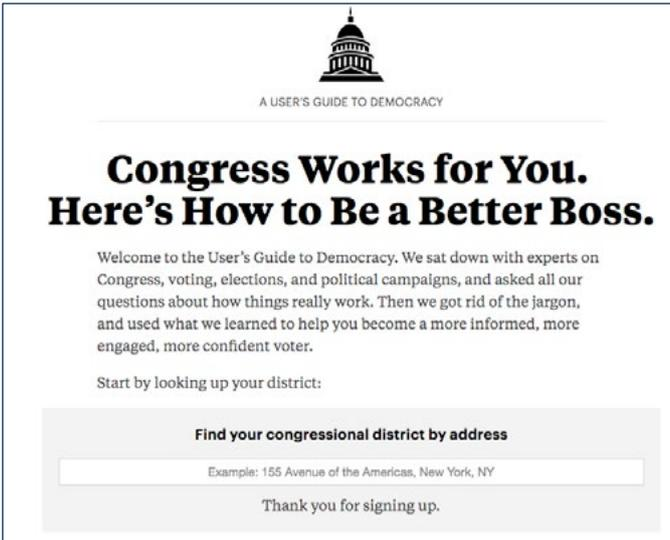 A USER'S GUIDE TO DEMOCRACY
Congress Works for You.
Here's How to Be a Better Boss.
Welcome to the User's Guide to Democracy. We sat down with experts on
Congress, voting, elections, and political campaigns, and asked all our
questions about how things really work. Then we got rid of the jargon,
and used what we learned to help you become a more informed, more
engaged, more confident voter.
Start by looking up your district:
Find your congressional district by address
Example: 155 Avenue of the Americas, New York, NY
Thank you for signing up.